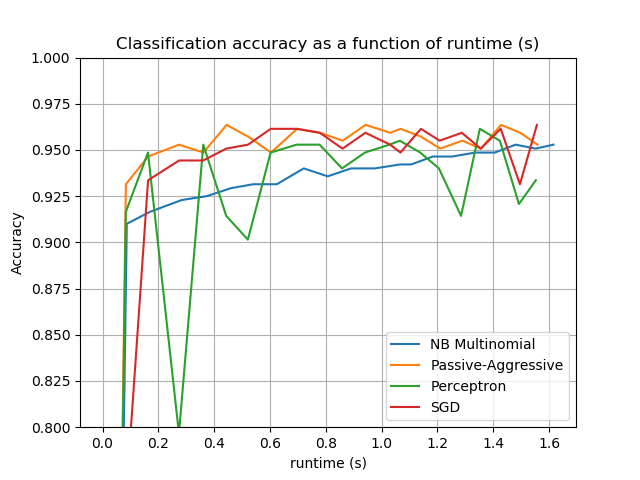 Classification accuracy as a function of runtime (s)
1.000
0.975
0.950
0.925
0.900
0.875
0.850
0.825
0.800
Accuracy
NB Multinomial
Passive-Aggressive
Perceptron
SGD
0.0 0.2 0.4 0.6 0.8 1.0 1.2 1.4 1.6
runtime (s)